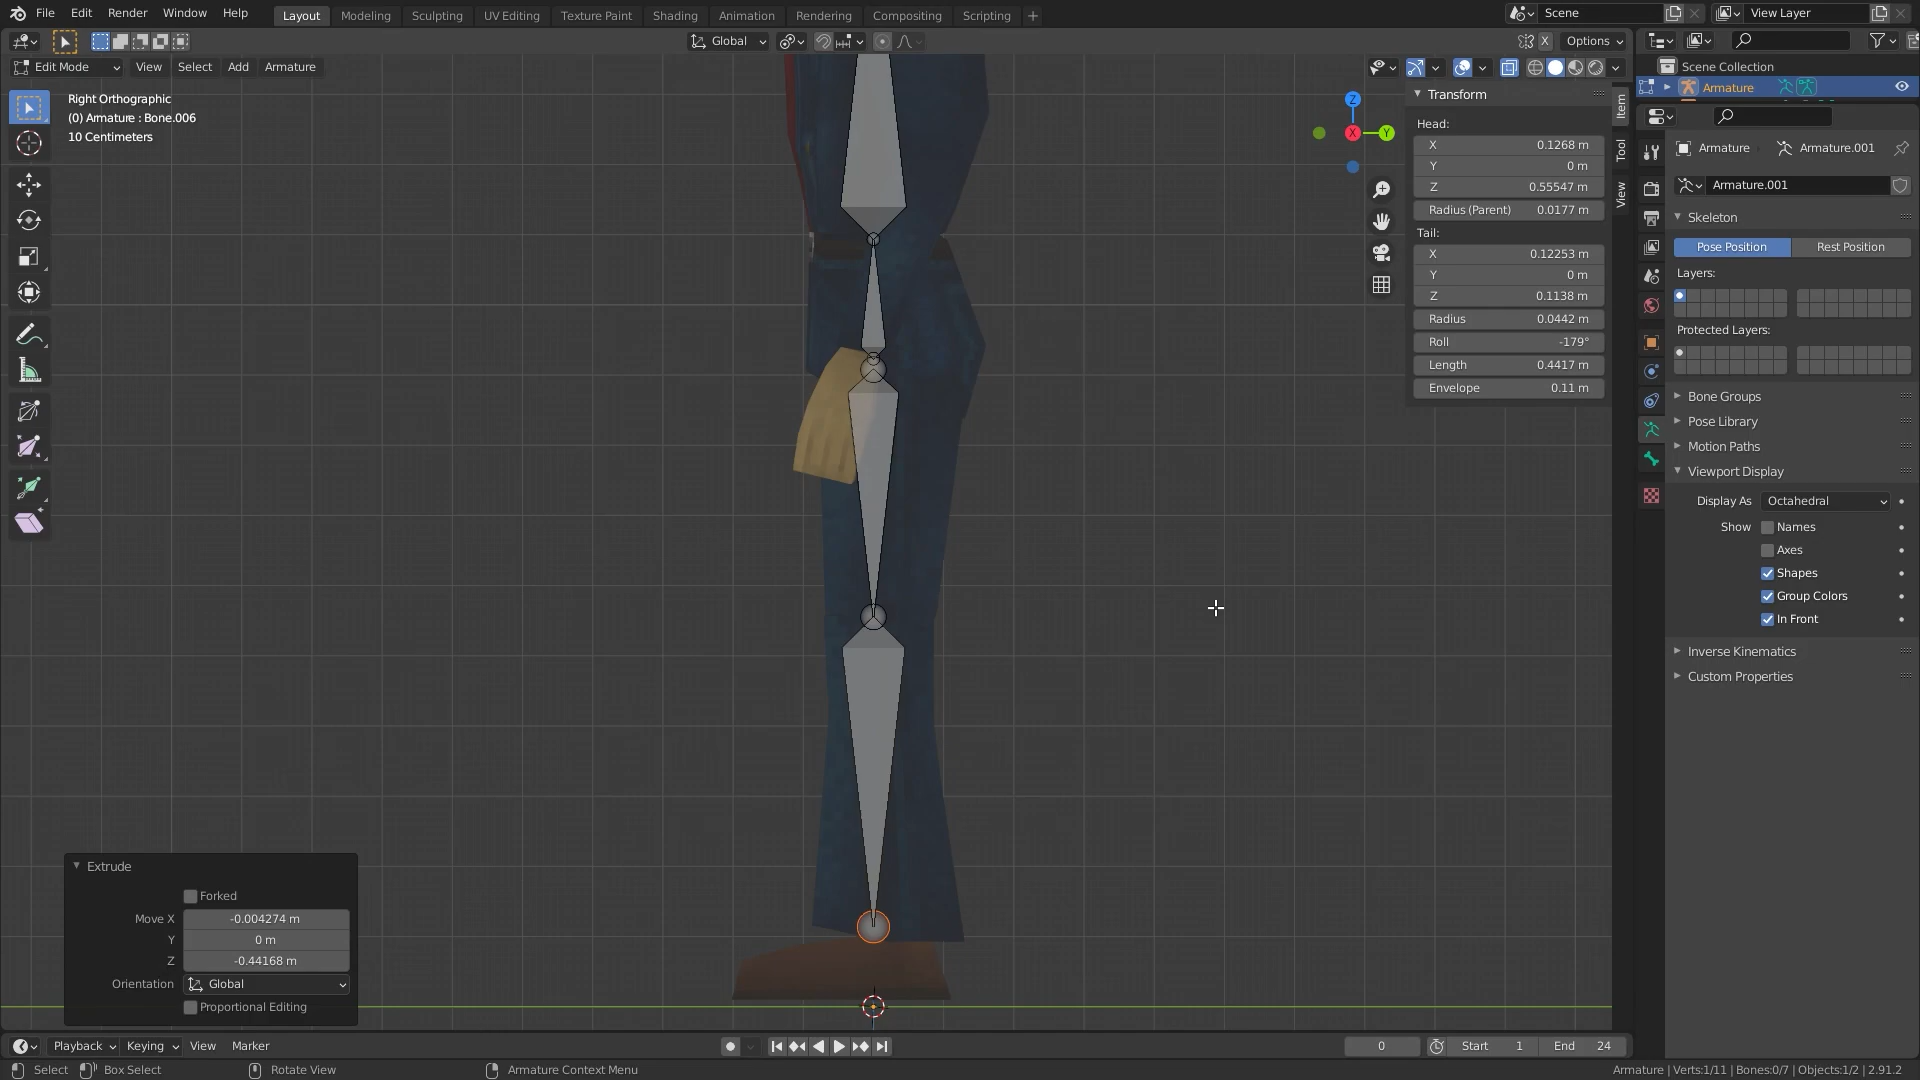 File Edit Render Window Help Layout Modeling Sculpting UV Editing Texture Paint Shading Animation Rendering Compositing Scripting + Scene View Layer
Global Options
Edit Mode View Select Add Armature
Scene Collection
Armature
Right Orthographic
(0) Armature : Bone.006
10 Centimeters
Z
X
Y
Transform
Head:
X 0.1268 m
Y 0 m
Z 0.55547 m
Radius (Parent) 0.0177 m
Tail:
X 0.12253 m
Y 0 m
Z 0.1138 m
Radius 0.0442 m
Roll -179°
Length 0.4417 m
Envelope 0.11 m
Item
Tool
View
Armature Armature.001
Armature.001
Skeleton
Pose Position Rest Position
Layers:
Protected Layers:
Bone Groups
Pose Library
Motion Paths
Viewport Display
Display As Octahedral
Show Names
Axes
Shapes
Group Colors
In Front
Inverse Kinematics
Custom Properties
Extrude
Forked
Move X -0.004274 m
Y 0 m
Z -0.44168 m
Orientation Global
Proportional Editing
Playback Keying View Marker 0 Start 1 End 24
Select Box Select Rotate View Armature Context Menu Armature | Verts:1/11 | Bones:0/7 | Objects:1/2 | 2.91.2